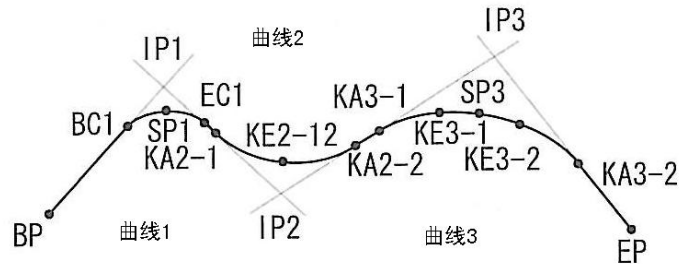 IP3
曲线2
IP1
EC1
KA3-1
SP3
BC1
SP1
KE2-12
KE3-1
KA2-1
KA2-2
KE3-2
KA3-2
BP
曲线1
IP2
曲线3
EP